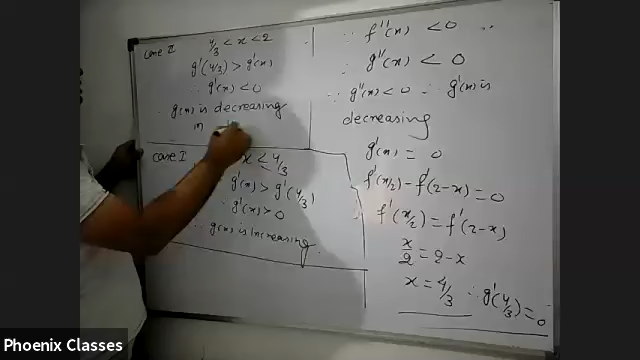 case II 4/3 < x < 2
g'(4/3) > g'(x)
∴ g'(x) < 0
∴ g(x) is decreasing
in
case I x < 4/3
g'(x) > g'(4/3)
∴ g'(x) > 0
∴ g(x) is Increasing.
∵ f''(x) < 0
∵ g''(x) < 0
∵ g''(x) < 0 ∴ g'(x) is
decreasing
g'(x) = 0
f'(x/2) - f'(2-x) = 0
f'(x/2) = f'(2-x)
x/2 = 2-x
x = 4/3 ∴ g'(4/3) = 0
Phoenix Classes